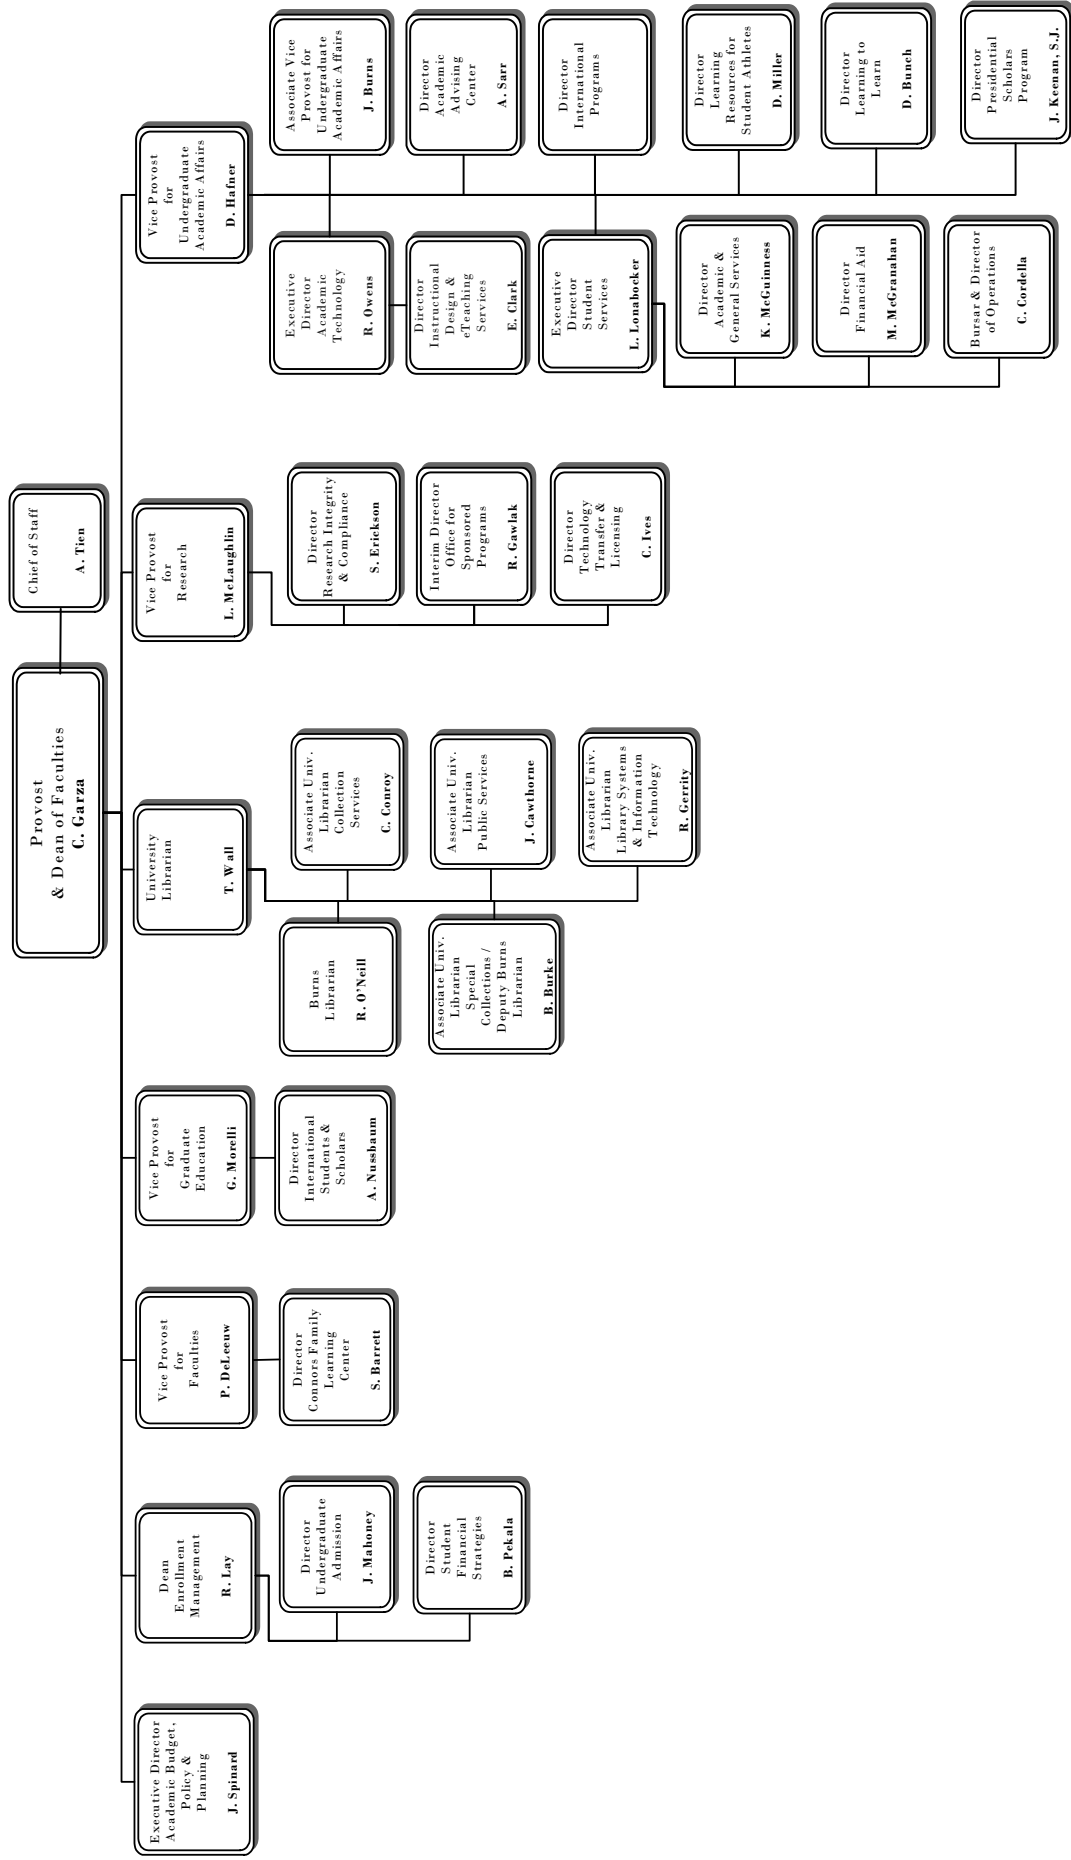 Provost
& Dean of Faculties
C. Garza
Chief of Staff
A. Tien
Executive Director
Academic Budget,
Policy &
Planning
J. Spinard
Dean
Enrollment
Management
R. Lay
Director
Undergraduate
Admission
J. Mahoney
Director
Student
Financial
Strategies
B. Pekala
Vice Provost
for
Faculties
P. DeLeeuw
Director
Connors Family
Learning
Center
S. Barrett
Vice Provost
for
Graduate
Education
G. Morelli
Director
International
Students &
Scholars
A. Nussbaum
University
Librarian
T. Wall
Burns
Librarian
R. O'Neill
Associate Univ.
Librarian
Special
Collections /
Deputy Burns
Librarian
B. Burke
Associate Univ.
Librarian
Collection
Services
C. Conroy
Associate Univ.
Librarian
Public Services
J. Cawthorne
Associate Univ.
Librarian
Library Systems
& Information
Technology
R. Gerrity
Vice Provost
for
Research
L. McLaughlin
Director
Research Integrity
& Compliance
S. Erickson
Interim Director
Office for
Sponsored
Programs
R. Gawlak
Director
Technology
Transfer &
Licensing
C. Ives
Vice Provost
for
Undergraduate
Academic Affairs
D. Hafner
Executive
Director
Academic
Technology
R. Owens
Director
Instructional
Design &
eTeaching
Services
E. Clark
Executive
Director
Student
Services
L. Lonabocker
Director
Academic &
General Services
K. McGuinness
Director
Financial Aid
M. McGranahan
Bursar & Director
of Operations
C. Cordella
Associate Vice
Provost for
Undergraduate
Academic Affairs
J. Burns
Director
Academic
Advising
Center
A. Sarr
Director
International
Programs
Director
Learning
Resources for
Student Athletes
D. Miller
Director
Learning to
Learn
D. Bunch
Director
Presidential
Scholars
Program
J. Keenan, S.J.